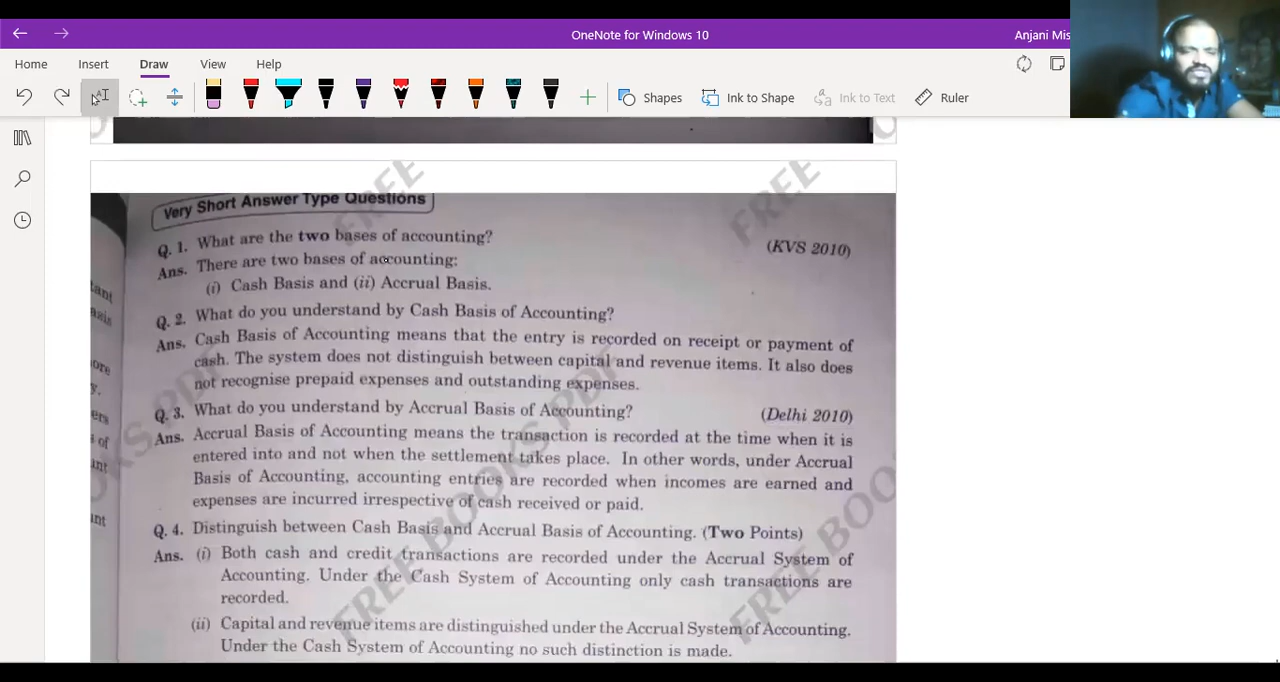 OneNote for Windows 10
Anjani Mis
Home Insert Draw View Help
Shapes Ink to Shape Ink to Text Ruler
Very Short Answer Type Questions
Q. 1. What are the two bases of accounting? (KVS 2010)
Ans. There are two bases of accounting:
(i) Cash Basis and (ii) Accrual Basis.
Q. 2. What do you understand by Cash Basis of Accounting?
Ans. Cash Basis of Accounting means that the entry is recorded on receipt or payment of
cash. The system does not distinguish between capital and revenue items. It also does
not recognise prepaid expenses and outstanding expenses.
Q. 3. What do you understand by Accrual Basis of Accounting? (Delhi 2010)
Ans. Accrual Basis of Accounting means the transaction is recorded at the time when it is
entered into and not when the settlement takes place. In other words, under Accrual
Basis of Accounting, accounting entries are recorded when incomes are earned and
expenses are incurred irrespective of cash received or paid.
Q. 4. Distinguish between Cash Basis and Accrual Basis of Accounting. (Two Points)
Ans. (i) Both cash and credit transactions are recorded under the Accrual System of
Accounting. Under the Cash System of Accounting only cash transactions are
recorded.
(ii) Capital and revenue items are distinguished under the Accrual System of Accounting.
Under the Cash System of Accounting no such distinction is made.
FREE
FREE
BOOKS PDF
FREE BOOKS PDF
FREE BOO